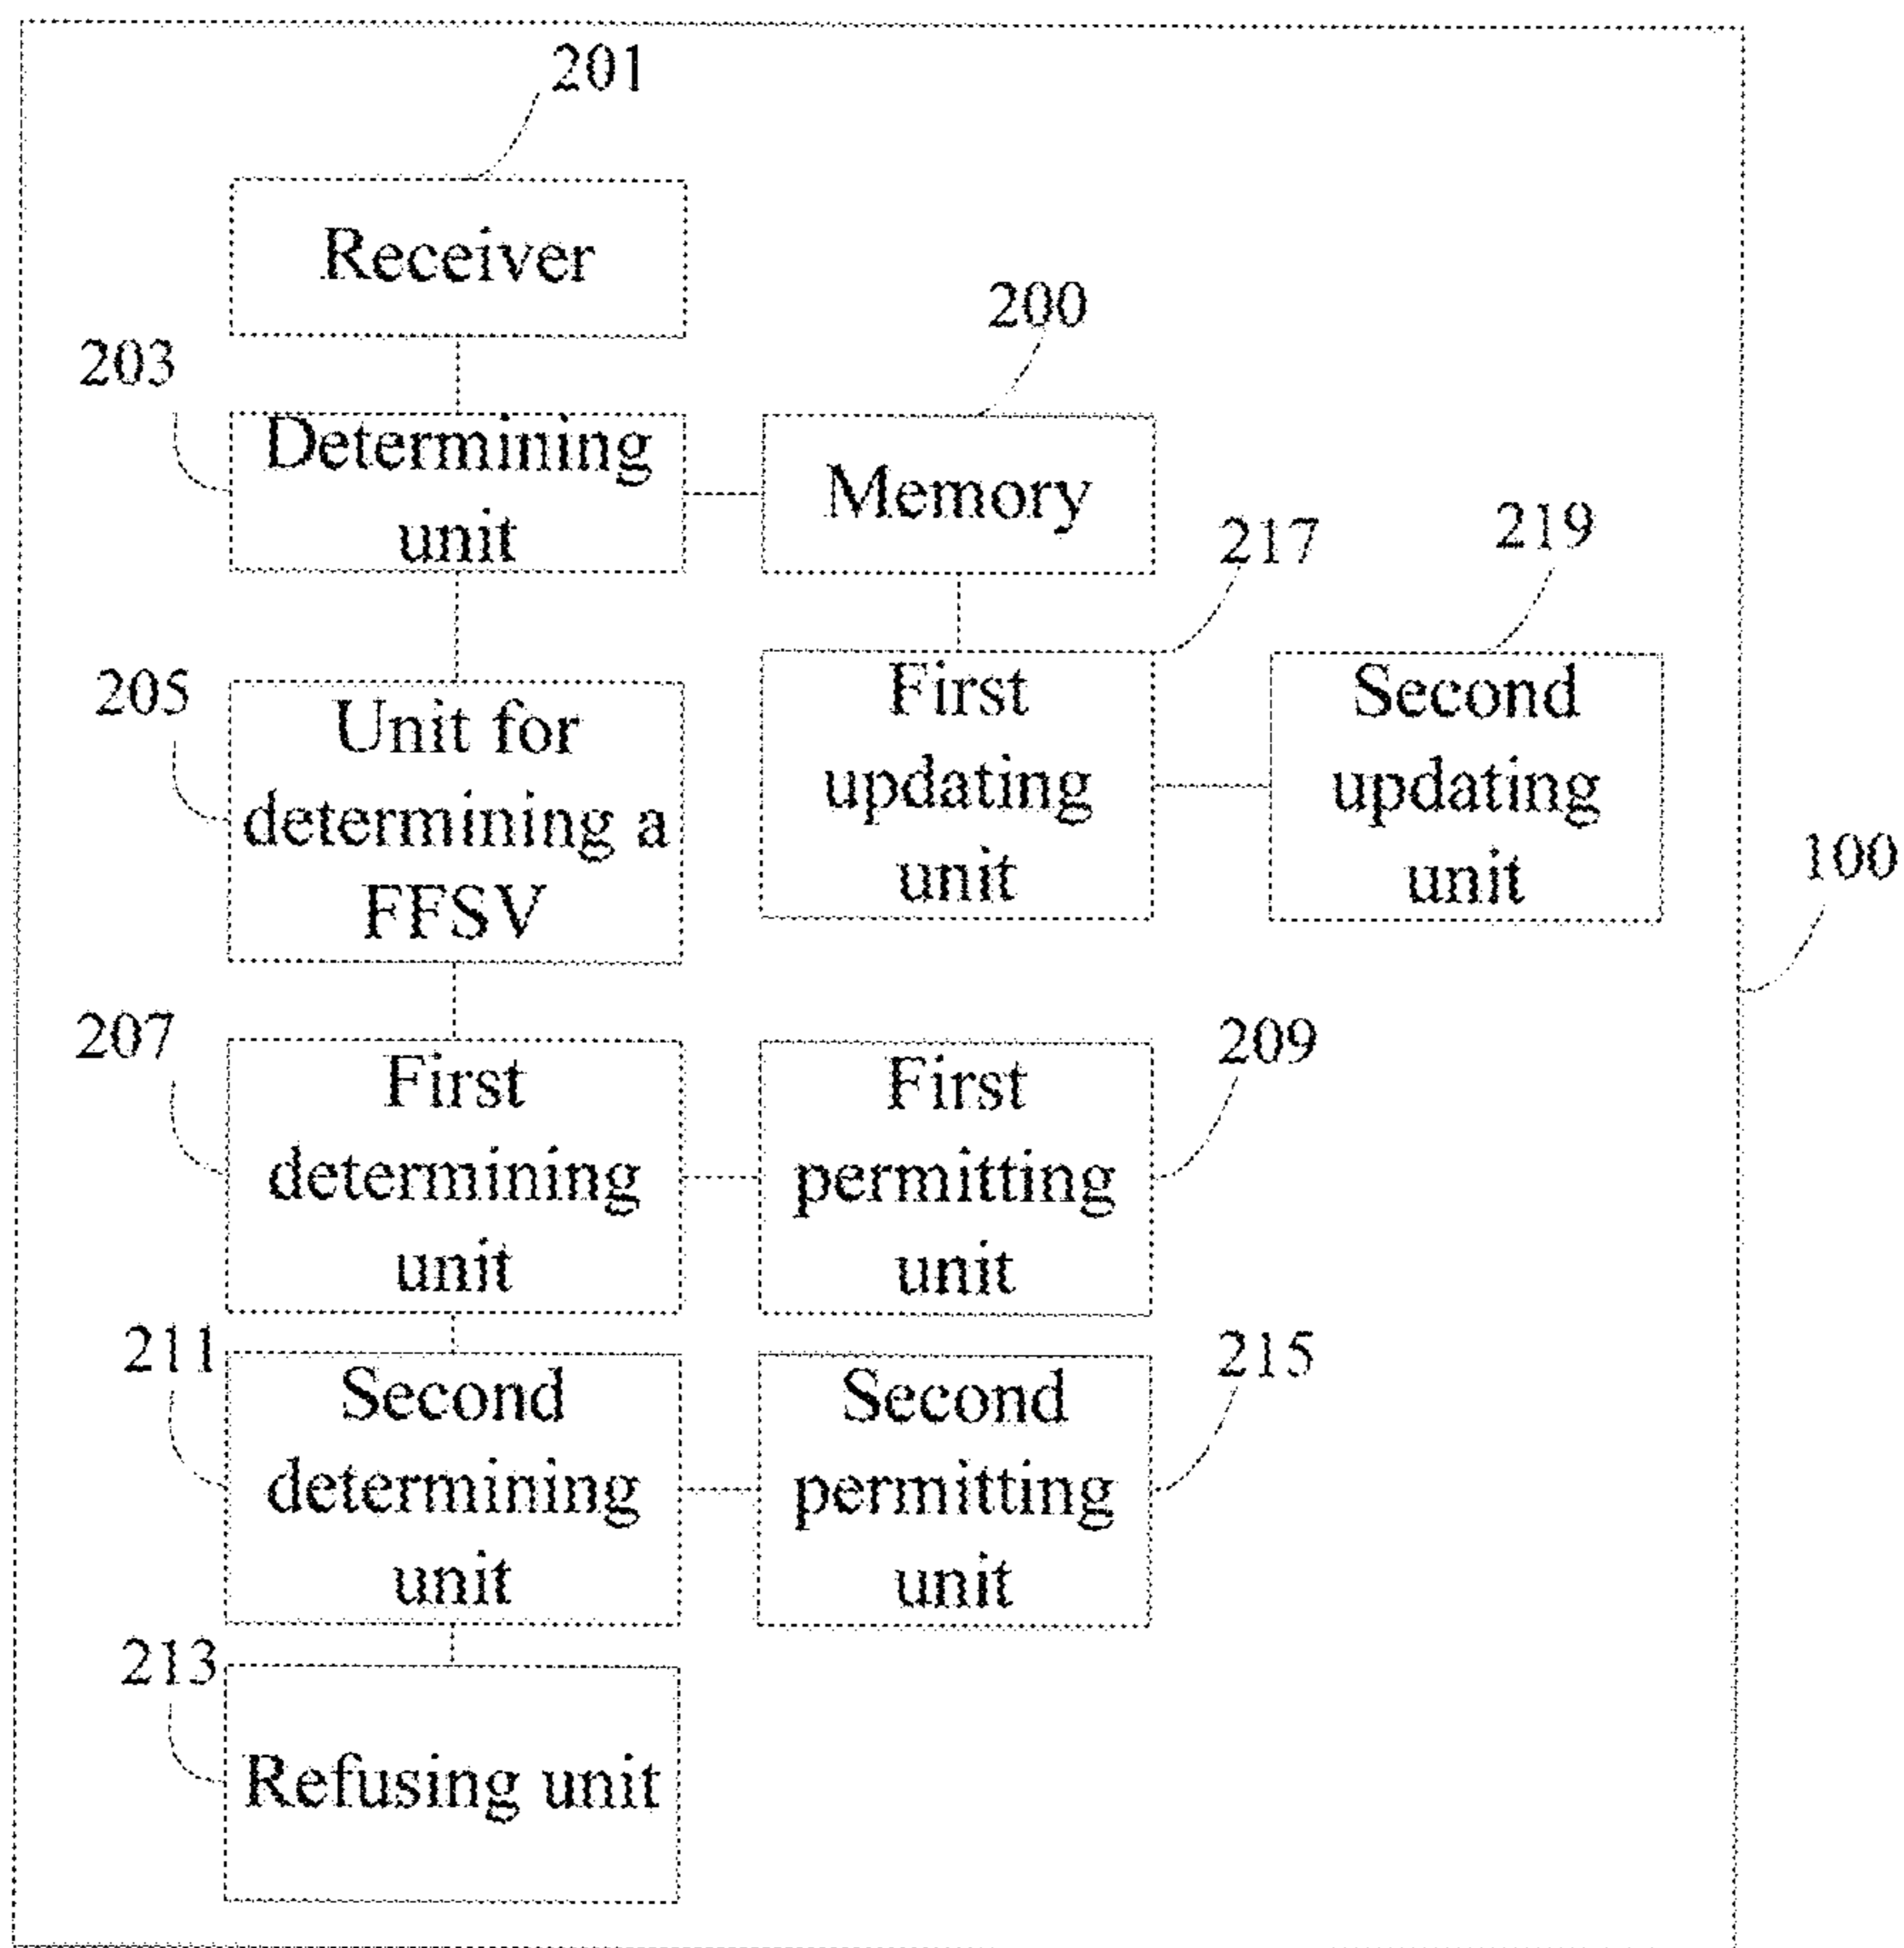 201
Receiver
200
203
Determining
unit
Memory
217
219
205
Unit for
determining a
FFSV
First
updating
unit
Second
updating
unit
100
207
First
determining
unit
First
permitting
unit
209
211
Second
determining
unit
Second
permitting
unit
215
213
Refusing unit